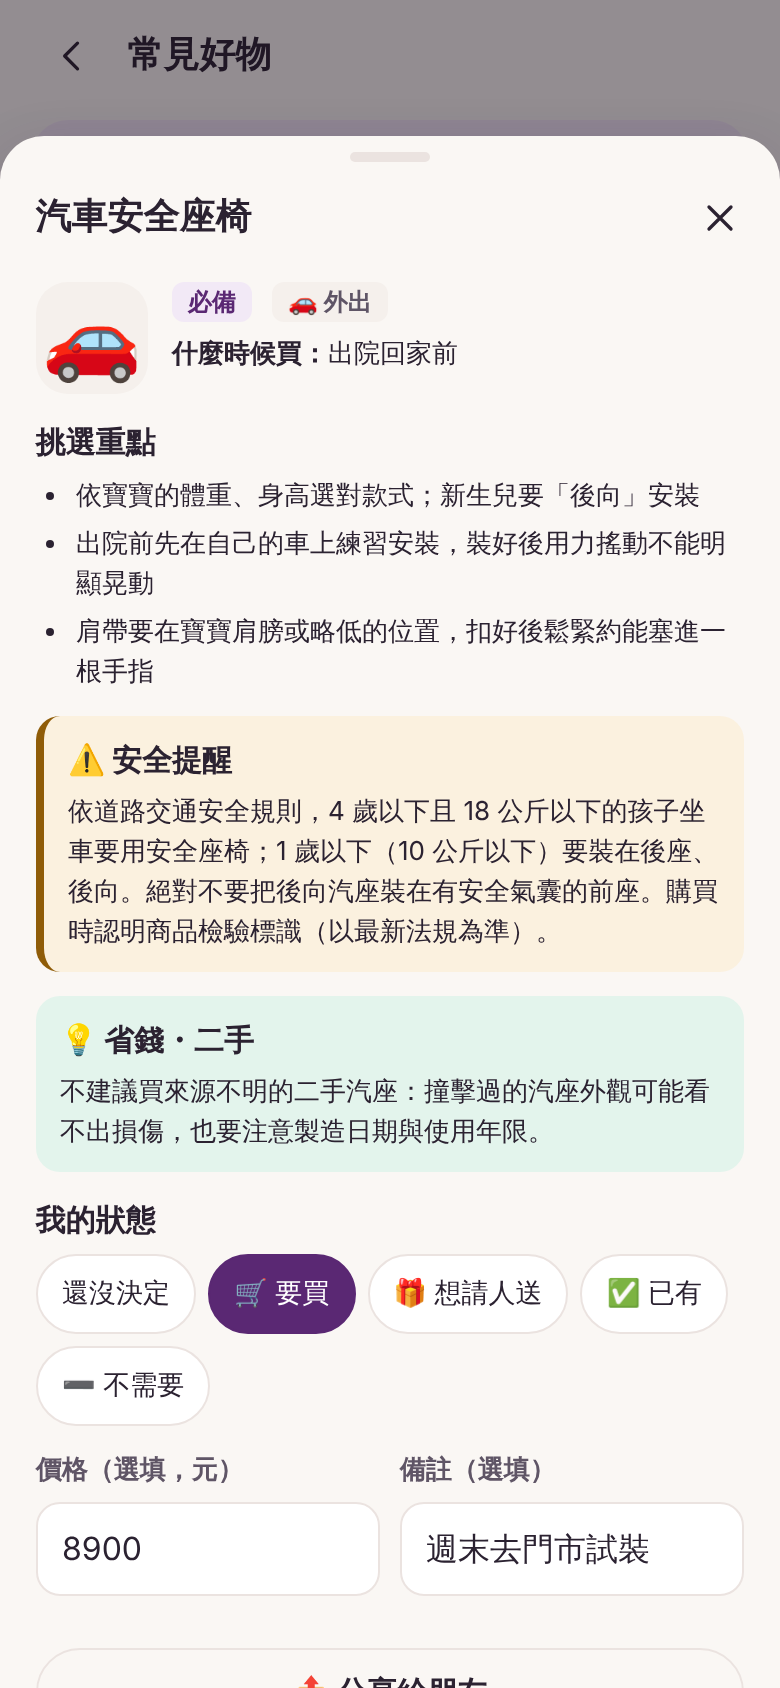 常見好物
汽車安全座椅
必備
外出
什麼時候買：出院回家前
挑選重點
依寶寶的體重、身高選對款式；新生兒要「後向」安裝
出院前先在自己的車上練習安裝，裝好後用力搖動不能明
顯晃動
肩帶要在寶寶肩膀或略低的位置，扣好後鬆緊約能塞進一
根手指
安全提醒
依道路交通安全規則，4 歲以下且 18 公斤以下的孩子坐
車要用安全座椅；1 歲以下（10 公斤以下）要裝在後座、
後向。絕對不要把後向汽座裝在有安全氣囊的前座。購買
時認明商品檢驗標識（以最新法規為準）。
省錢・二手
不建議買來源不明的二手汽座：撞擊過的汽座外觀可能看
不出損傷，也要注意製造日期與使用年限。
我的狀態
還沒決定
要買
想請人送
已有
不需要
價格（選填，元）
備註（選填）
8900
週末去門市試裝
分享給朋友